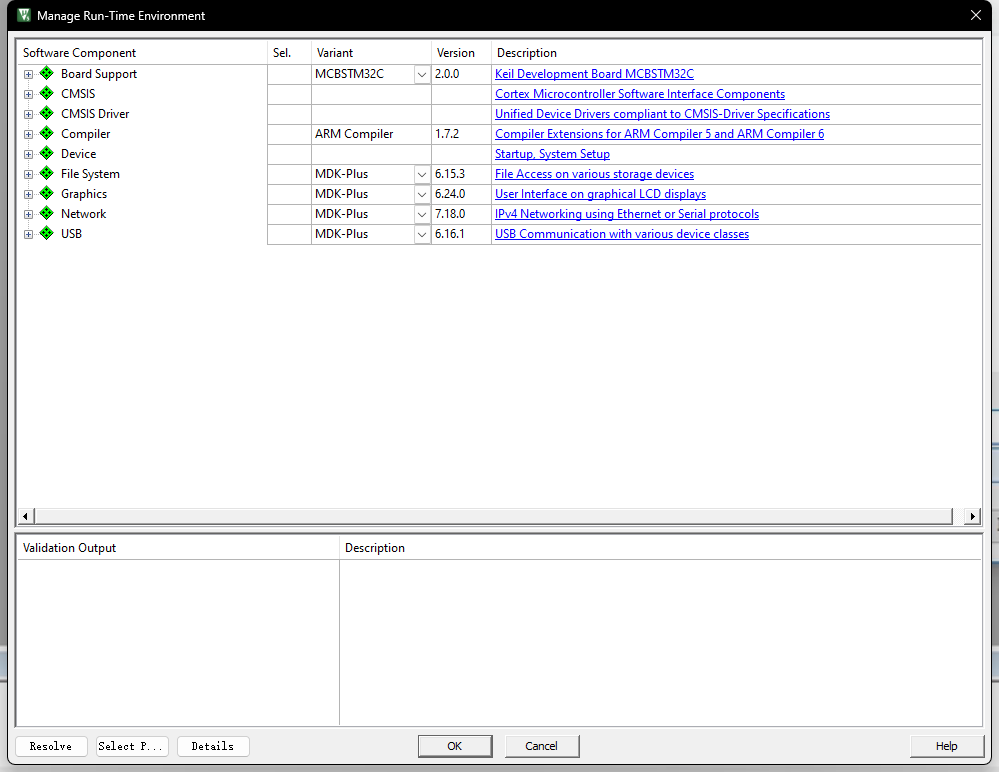 Manage Run-Time Environment
Software Component Sel. Variant Version Description
Board Support MCBSTM32C 2.0.0 Keil Development Board MCBSTM32C
CMSIS Cortex Microcontroller Software Interface Components
CMSIS Driver Unified Device Drivers compliant to CMSIS-Driver Specifications
Compiler ARM Compiler 1.7.2 Compiler Extensions for ARM Compiler 5 and ARM Compiler 6
Device Startup, System Setup
File System MDK-Plus 6.15.3 File Access on various storage devices
Graphics MDK-Plus 6.24.0 User Interface on graphical LCD displays
Network MDK-Plus 7.18.0 IPv4 Networking using Ethernet or Serial protocols
USB MDK-Plus 6.16.1 USB Communication with various device classes
Validation Output Description
Resolve Select P... Details OK Cancel Help